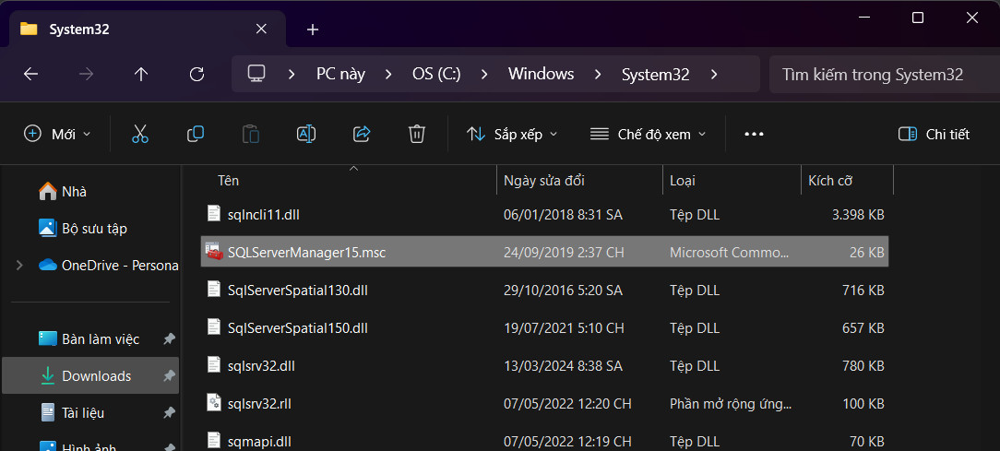 System32
PC này > OS (C:) > Windows > System32 > Tìm kiếm trong System32
Mới Sắp xếp Chế độ xem Chi tiết
Tên Ngày sửa đổi Loại Kích cỡ
Nhà
Bộ sưu tập
OneDrive - Persona
Bàn làm việc
Downloads
Tài liệu
Hình ảnh
sqlncli11.dll 06/01/2018 8:31 SA Tệp DLL 3.398 KB
SQLServerManager15.msc 24/09/2019 2:37 CH Microsoft Commo... 26 KB
SqlServerSpatial130.dll 29/10/2016 5:20 SA Tệp DLL 716 KB
SqlServerSpatial150.dll 19/07/2021 5:10 CH Tệp DLL 657 KB
sqlsrv32.dll 13/03/2024 8:38 SA Tệp DLL 780 KB
sqlsrv32.rll 07/05/2022 12:20 CH Phần mở rộng ứng... 100 KB
sqmapi.dll 07/05/2022 12:19 CH Tệp DLL 70 KB